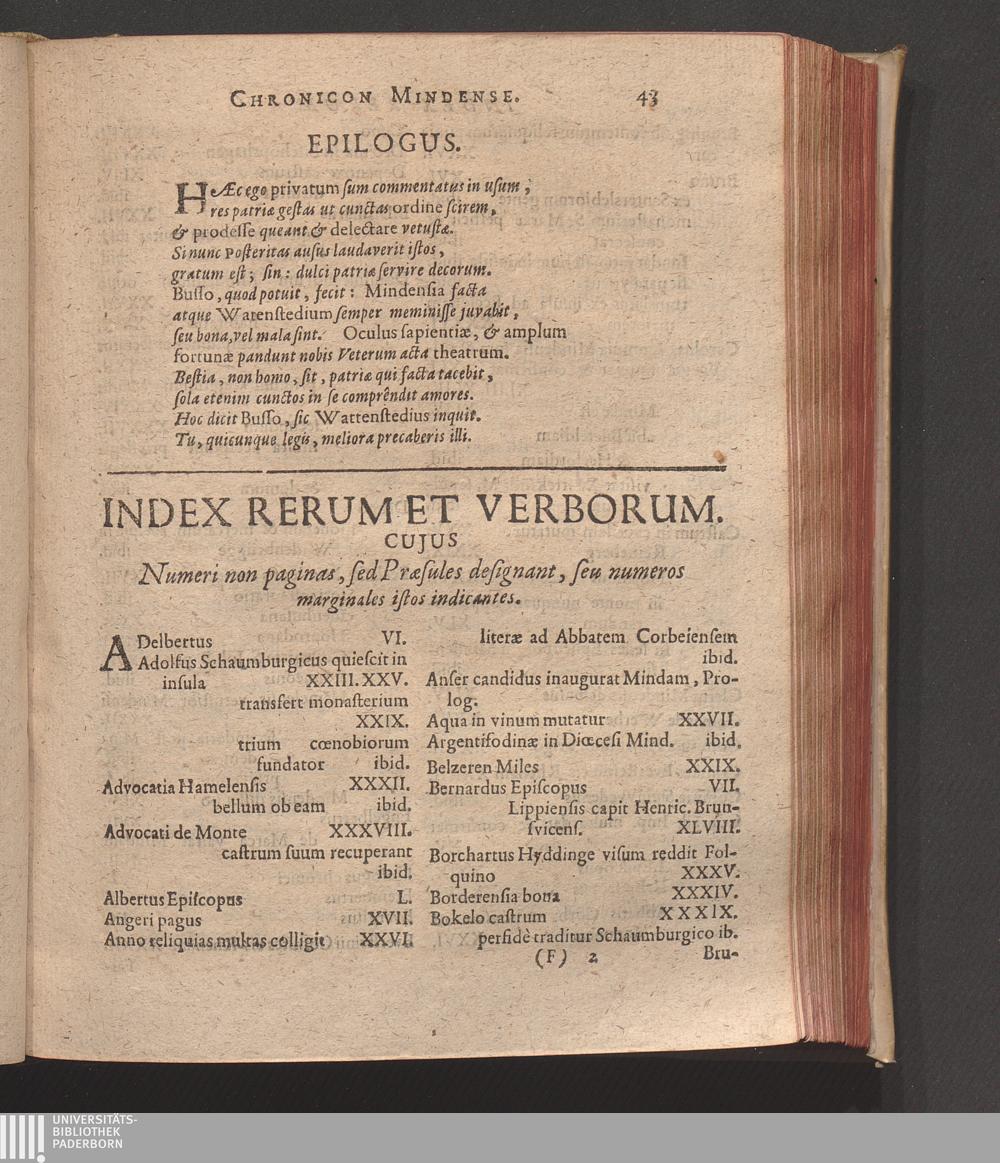 CHRONICON MINDENSE. 43
EPILOGUS.
HÆc ego privatum sum commentatus in usum,
res patriæ gestas ut cunctas ordine scirem,
& prodesse queant & delectare vetustæ.
Si nunc Posteritas ausus laudaverit istos,
gratum est; sin: dulci patriæ servire decorum.
Busso, quod potuit, fecit: Mindensia facta
atque Watenstedium semper meminisse juvabit,
seu bona, vel mala sint. Oculus sapientiæ, & amplum
fortunæ pandunt nobis Veterum acta theatrum.
Bestia, non homo, sit, patriæ qui facta tacebit,
sola etenim cunctos in se comprêndit amores.
Hoc dicit Busso, sic Wattenstedius inquit.
Tu, quicunque legis, meliora precaberis illi.
INDEX RERUM ET VERBORUM.
CUJUS
Numeri non paginas, sed Præsules designant, seu numeros
marginales istos indicantes.
ADelbertus VI.
Adolfus Schaumburgicus quiescit in
insula XXIII. XXV.
transfert monasterium
XXIX.
trium cœnobiorum
fundator ibid.
Advocatia Hamelensis XXXII.
bellum ob eam ibid.
Advocati de Monte XXXVIII.
castrum suum recuperant
ibid.
Albertus Episcopus L.
Angeri pagus XVII.
Anno reliquias multas colligit XXVI.
literæ ad Abbatem Corbeiensem
ibid.
Anser candidus inaugurat Mindam, Pro-
log.
Aqua in vinum mutatur XXVII.
Argentifodinæ in Diœcesi Mind. ibid.
Belzeren Miles XXIX.
Bernardus Episcopus VII.
Lippiensis capit Henric. Brun-
svicens. XLVIII.
Borchartus Hyddinge visum reddit Fol-
quino XXXV.
Borderensia bona XXXIV.
Bokelo castrum XXXIX.
perfidè traditur Schaumburgico ib.
(F) 2 Bru-
UNIVERSITÄTS-
BIBLIOTHEK
PADERBORN